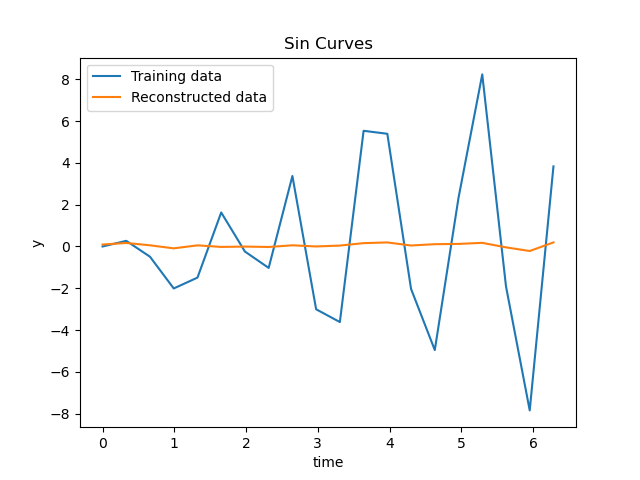 Sin Curves
Training data
Reconstructed data
8
6
4
2
0
−2
−4
−6
−8
y
0 1 2 3 4 5 6
time